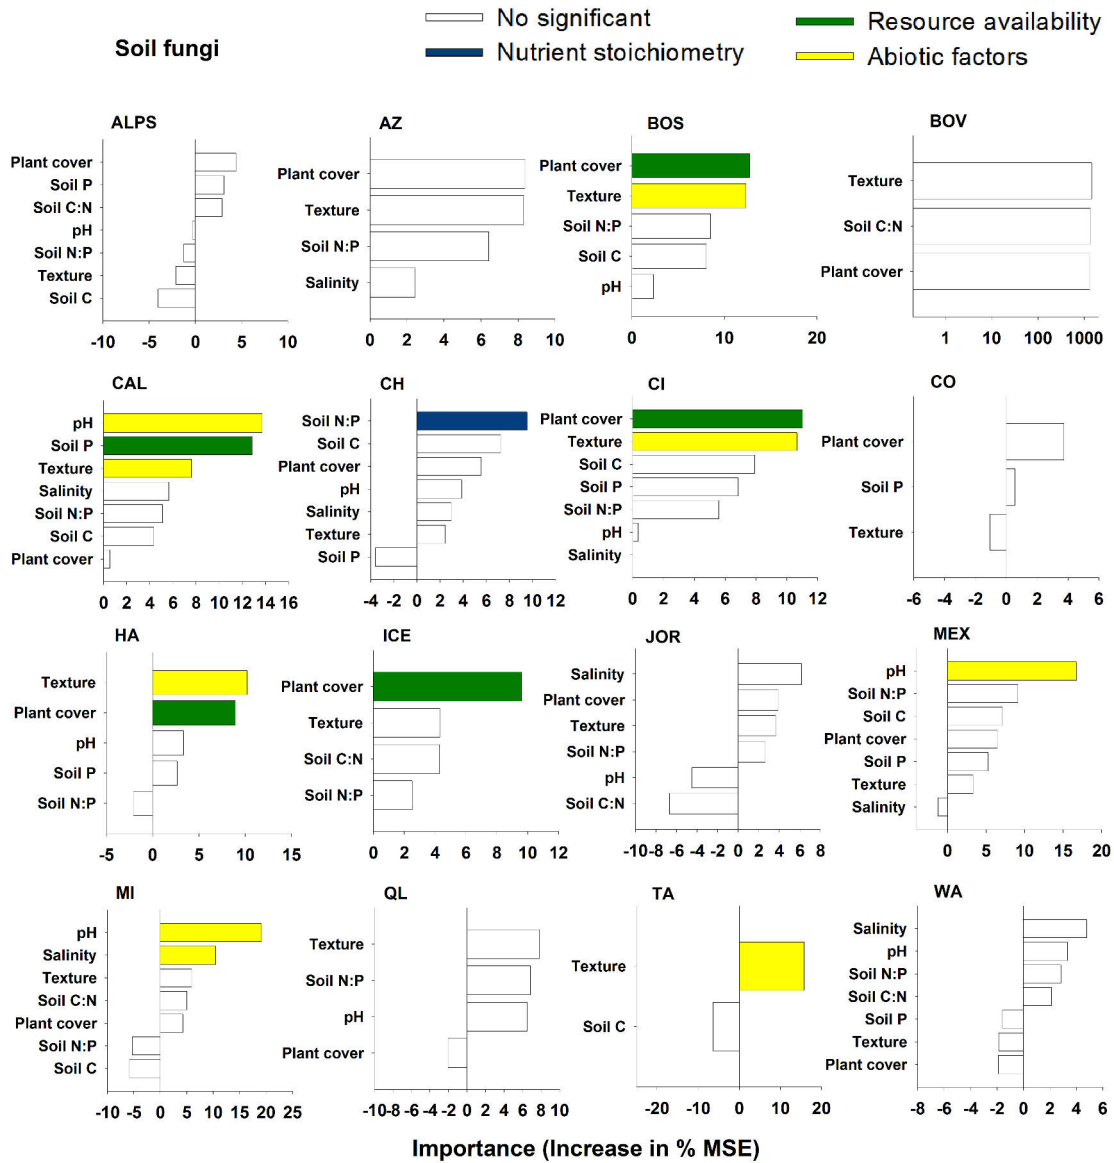 Soil fungi
No significant
Nutrient stoichiometry
Resource availability
Abiotic factors
ALPS
Plant cover
Soil P
Soil C:N
pH
Soil N:P
Texture
Soil C
-10 -5 0 5 10
AZ
Plant cover
Texture
Soil N:P
Salinity
0 2 4 6 8 10
BOS
Plant cover
Texture
Soil N:P
Soil C
pH
0 10 20
BOV
Texture
Soil C:N
Plant cover
1 10 100 1000
CAL
pH
Soil P
Texture
Salinity
Soil N:P
Soil C
Plant cover
0 2 4 6 8 10 12 14 16
CH
Soil N:P
Soil C
Plant cover
pH
Salinity
Texture
Soil P
-4 -2 0 2 4 6 8 10 12
CI
Plant cover
Texture
Soil C
Soil P
Soil N:P
pH
Salinity
0 2 4 6 8 10 12
CO
Plant cover
Soil P
Texture
-6 -4 -2 0 2 4 6
HA
Texture
Plant cover
pH
Soil P
Soil N:P
-5 0 5 10 15
ICE
Plant cover
Texture
Soil C:N
Soil N:P
0 2 4 6 8 10 12
JOR
Salinity
Plant cover
Texture
Soil N:P
pH
Soil C:N
-10 -8 -6 -4 -2 0 2 4 6 8
MEX
pH
Soil N:P
Soil C
Plant cover
Soil P
Texture
Salinity
0 5 10 15 20
MI
pH
Salinity
Texture
Soil C:N
Plant cover
Soil N:P
Soil C
-10 -5 0 5 10 15 20 25
QL
Texture
Soil N:P
pH
Plant cover
-10 -8 -6 -4 -2 0 2 4 6 8 10
TA
Texture
Soil C
-20 -10 0 10 20
WA
Salinity
pH
Soil N:P
Soil C:N
Soil P
Texture
Plant cover
-8 -6 -4 -2 0 2 4 6 8
Importance (Increase in % MSE)